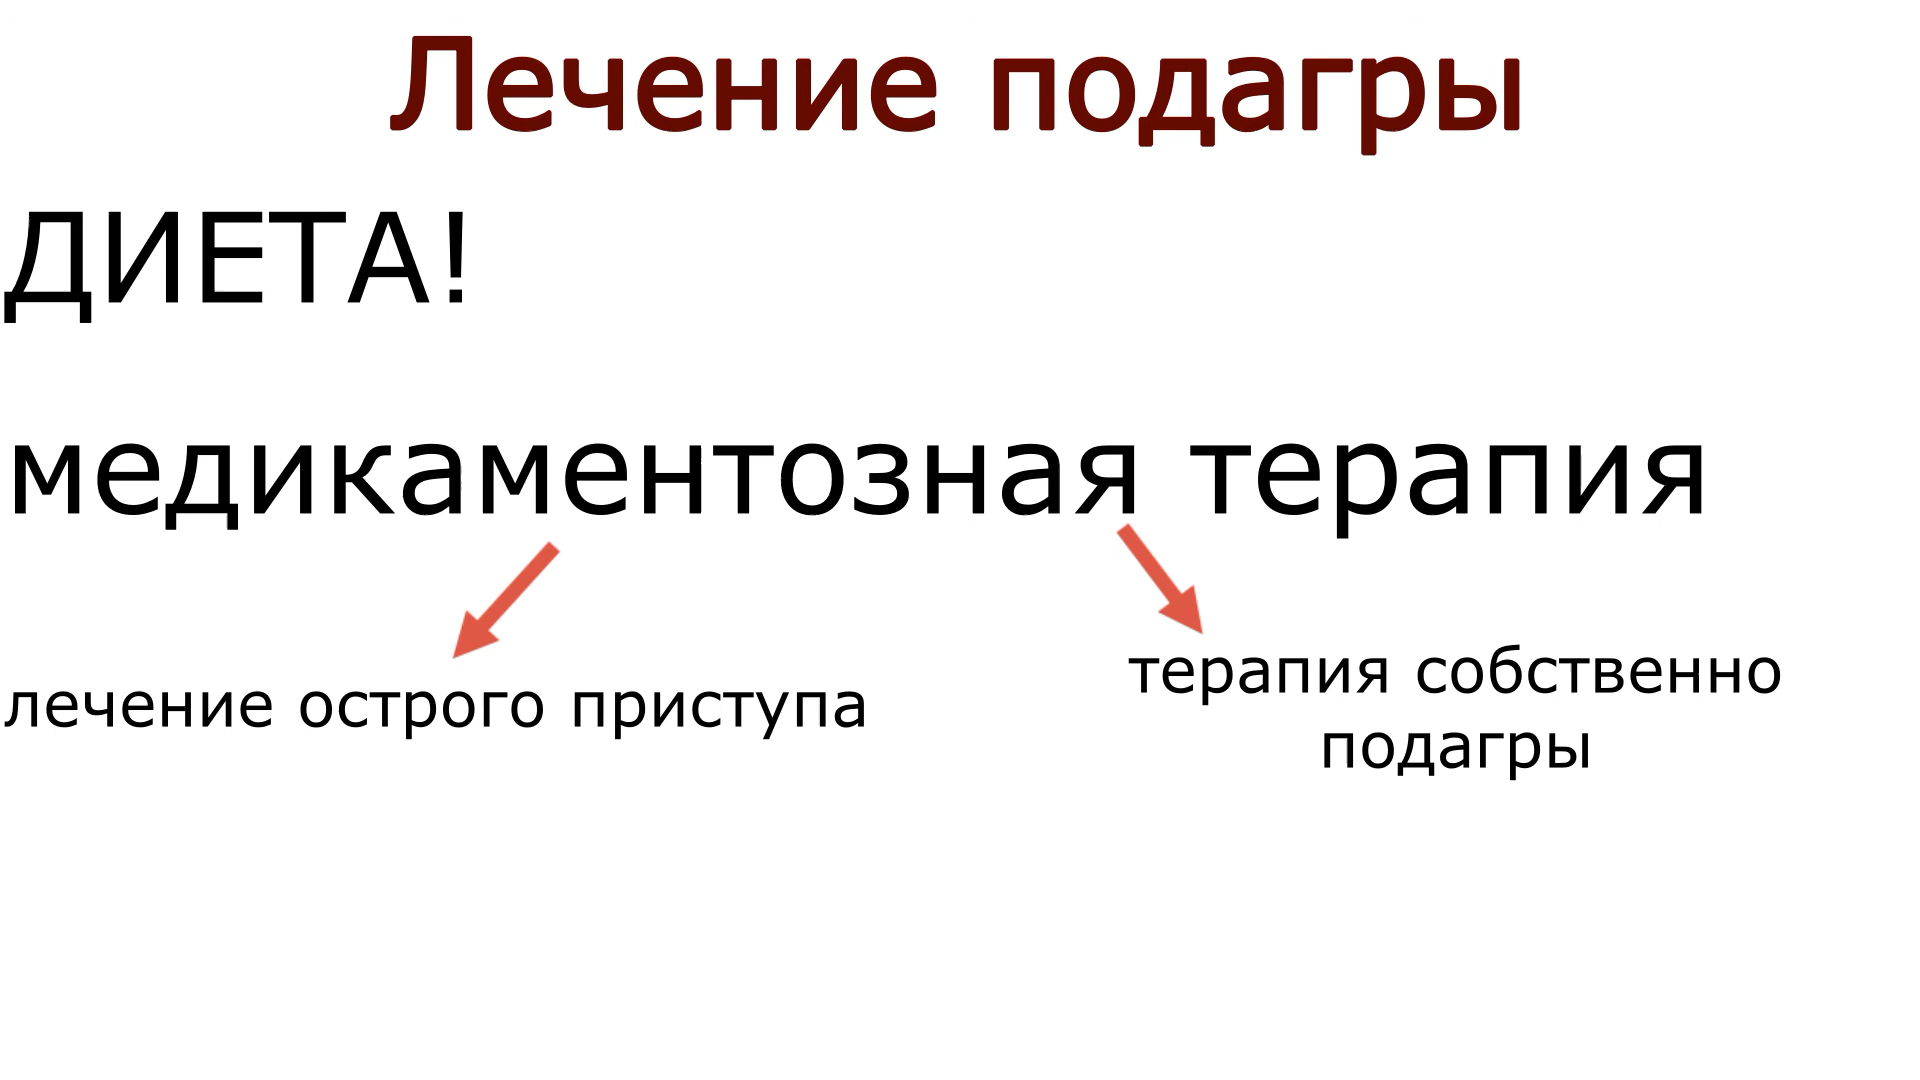 Лечение подагры
ДИЕТА!
медикаментозная терапия
лечение острого приступа
терапия собственно
подагры